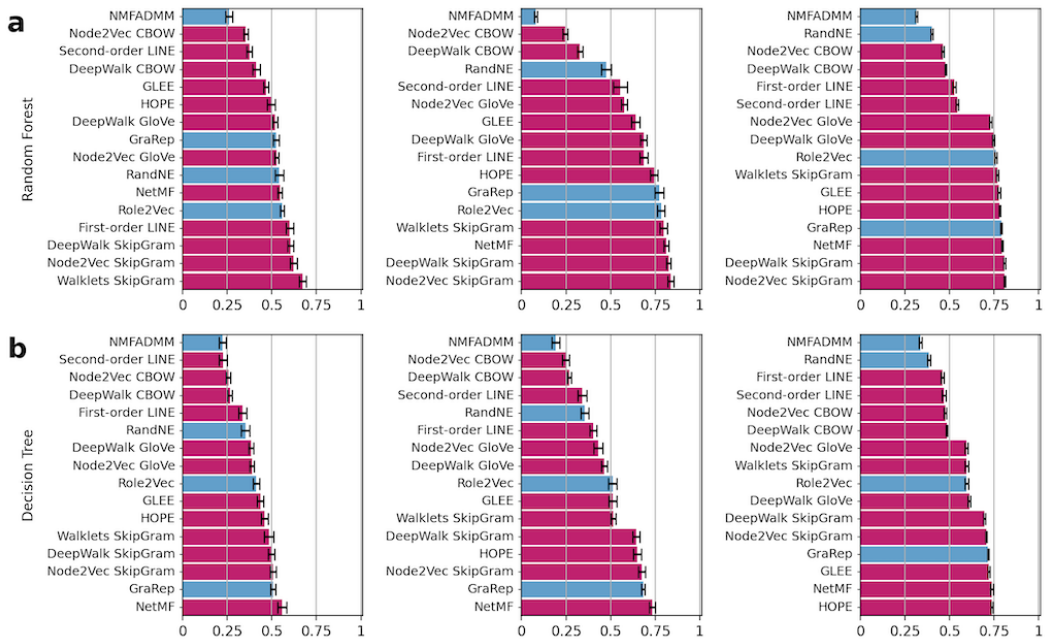 a
Random Forest
NMFADMM
Node2Vec CBOW
Second-order LINE
DeepWalk CBOW
GLEE
HOPE
DeepWalk GloVe
GraRep
Node2Vec GloVe
RandNE
NetMF
Role2Vec
First-order LINE
DeepWalk SkipGram
Node2Vec SkipGram
Walklets SkipGram
0 0.25 0.5 0.75 1
NMFADMM
Node2Vec CBOW
DeepWalk CBOW
RandNE
Second-order LINE
Node2Vec GloVe
GLEE
DeepWalk GloVe
First-order LINE
HOPE
GraRep
Role2Vec
Walklets SkipGram
NetMF
DeepWalk SkipGram
Node2Vec SkipGram
0 0.25 0.5 0.75 1
NMFADMM
RandNE
Node2Vec CBOW
DeepWalk CBOW
First-order LINE
Second-order LINE
Node2Vec GloVe
DeepWalk GloVe
Role2Vec
Walklets SkipGram
GLEE
HOPE
GraRep
NetMF
DeepWalk SkipGram
Node2Vec SkipGram
0 0.25 0.5 0.75 1
b
Decision Tree
NMFADMM
Second-order LINE
Node2Vec CBOW
DeepWalk CBOW
First-order LINE
RandNE
DeepWalk GloVe
Node2Vec GloVe
Role2Vec
GLEE
HOPE
Walklets SkipGram
DeepWalk SkipGram
Node2Vec SkipGram
GraRep
NetMF
0 0.25 0.5 0.75 1
NMFADMM
Node2Vec CBOW
DeepWalk CBOW
Second-order LINE
RandNE
First-order LINE
Node2Vec GloVe
DeepWalk GloVe
Role2Vec
GLEE
Walklets SkipGram
DeepWalk SkipGram
HOPE
Node2Vec SkipGram
GraRep
NetMF
0 0.25 0.5 0.75 1
NMFADMM
RandNE
First-order LINE
Second-order LINE
Node2Vec CBOW
DeepWalk CBOW
Node2Vec GloVe
Walklets SkipGram
Role2Vec
DeepWalk GloVe
DeepWalk SkipGram
Node2Vec SkipGram
GraRep
GLEE
NetMF
HOPE
0 0.25 0.5 0.75 1